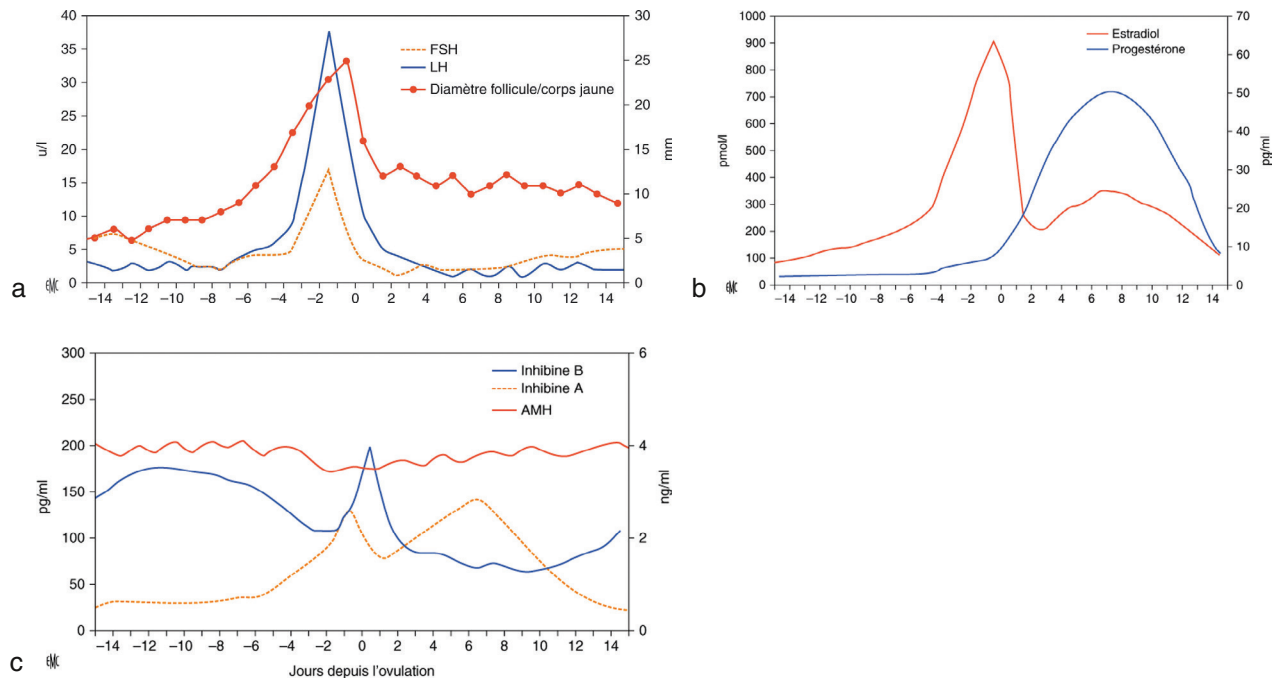 40
35
30
25
20
15
10
5
0
u/l
30
25
20
15
10
5
0
mm
FSH
LH
Diamètre follicule/corps jaune
−14 −12 −10 −8 −6 −4 −2 0 2 4 6 8 10 12 14
a EMC
1000
900
800
700
600
500
400
300
200
100
0
pmol/l
70
60
50
40
30
20
10
0
pg/ml
Estradiol
Progestérone
−14 −12 −10 −8 −6 −4 −2 0 2 4 6 8 10 12 14
b EMC
300
250
200
150
100
50
0
pg/ml
6
4
2
0
ng/ml
Inhibine B
Inhibine A
AMH
−14 −12 −10 −8 −6 −4 −2 0 2 4 6 8 10 12 14
c EMC
Jours depuis l'ovulation